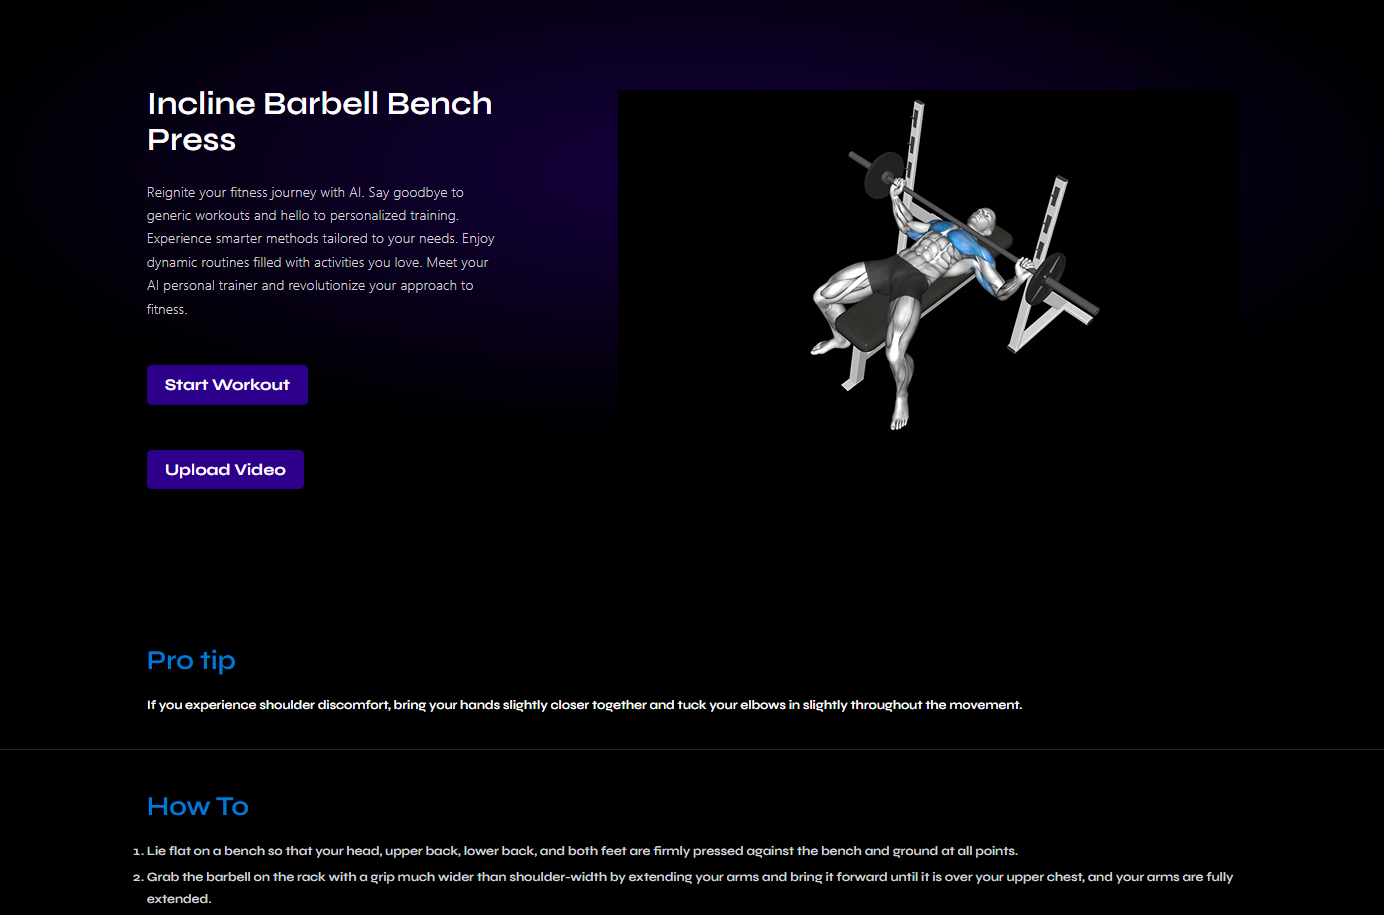 Incline Barbell Bench
Press
Reignite your fitness journey with AI. Say goodbye to
generic workouts and hello to personalized training.
Experience smarter methods tailored to your needs. Enjoy
dynamic routines filled with activities you love. Meet your
AI personal trainer and revolutionize your approach to
fitness.
Start Workout
Upload Video
Pro tip
If you experience shoulder discomfort, bring your hands slightly closer together and tuck your elbows in slightly throughout the movement.
How To
1. Lie flat on a bench so that your head, upper back, lower back, and both feet are firmly pressed against the bench and ground at all points.
2. Grab the barbell on the rack with a grip much wider than shoulder-width by extending your arms and bring it forward until it is over your upper chest, and your arms are fully
extended.